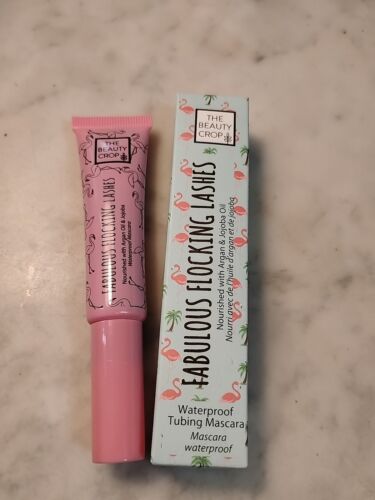 THE
BEAUTY
CROP
FABULOUS FLOCKING LASHES
Nourished with Argan Oil & Jojoba
Waterproof Mascara
THE
BEAUTY
CROP
FABULOUS FLOCKING LASHES
Nourished with Argan & Jojoba Oil
Nourri avec de l'huile d'argan et de jojoba
Waterproof
Tubing Mascara
Mascara
waterproof